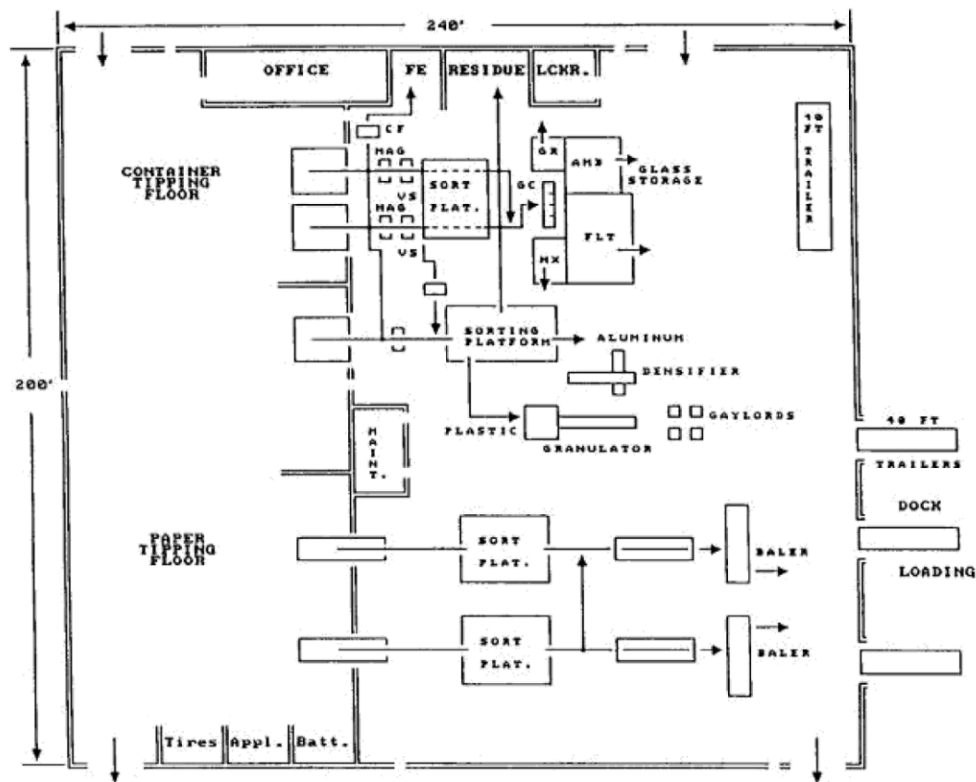 240'
OFFICE
FE
RESIDUE
LCKR.
CF
MAG
VS
SORT
PLAT.
MAG
VS
GR
AMB
GLASS
STORAGE
GC
FLT
MX
40
FT
TRAILER
CONTAINER
TIPPING
FLOOR
SORTING
PLATFORM
ALUMINUM
DENSIFIER
200'
PLASTIC
GRANULATOR
GAYLORDS
MAINT.
40 FT
TRAILERS
DOCK
LOADING
PAPER
TIPPING
FLOOR
SORT
PLAT.
BALER
SORT
PLAT.
BALER
Tires
Appl.
Batt.